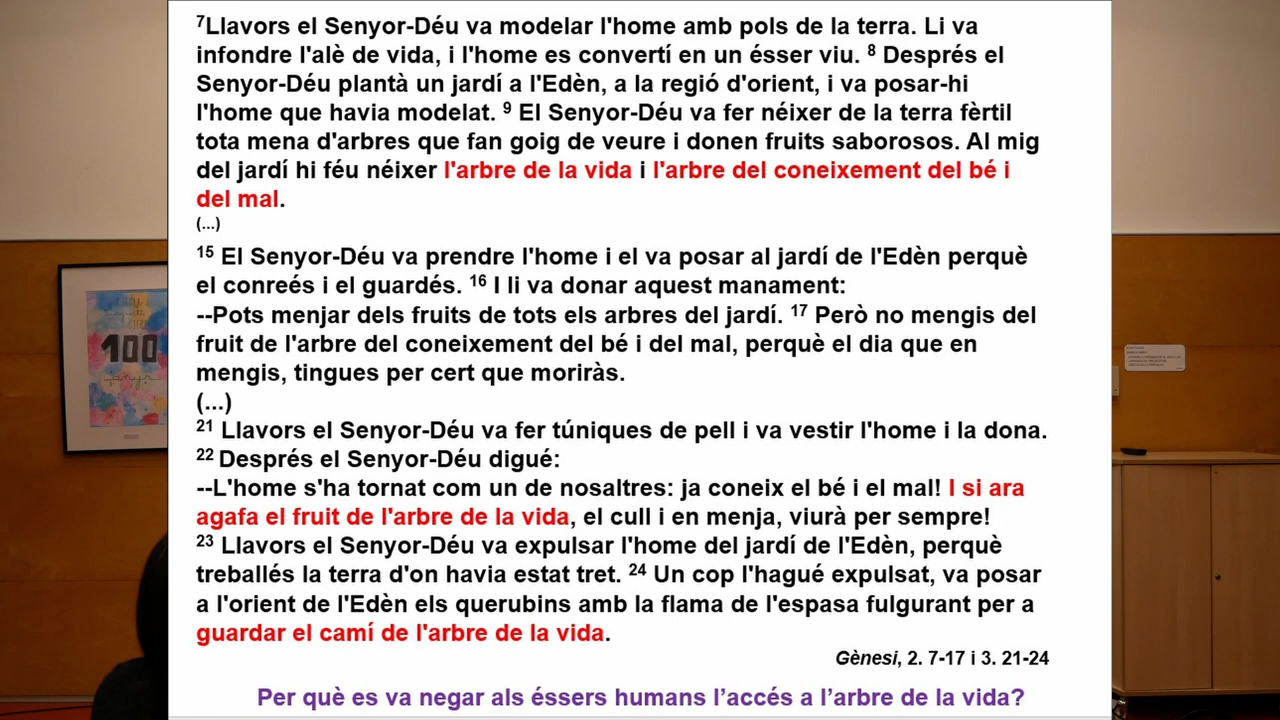 ⁷Llavors el Senyor-Déu va modelar l'home amb pols de la terra. Li va
infondre l'alè de vida, i l'home es convertí en un ésser viu. ⁸ Després el
Senyor-Déu plantà un jardí a l'Edèn, a la regió d'orient, i va posar-hi
l'home que havia modelat. ⁹ El Senyor-Déu va fer néixer de la terra fèrtil
tota mena d'arbres que fan goig de veure i donen fruits saborosos. Al mig
del jardí hi féu néixer l'arbre de la vida i l'arbre del coneixement del bé i
del mal.
(...)
¹⁵ El Senyor-Déu va prendre l'home i el va posar al jardí de l'Edèn perquè
el conreés i el guardés. ¹⁶ I li va donar aquest manament:
--Pots menjar dels fruits de tots els arbres del jardí. ¹⁷ Però no mengis del
fruit de l'arbre del coneixement del bé i del mal, perquè el dia que en
mengis, tingues per cert que moriràs.
(...)
²¹ Llavors el Senyor-Déu va fer túniques de pell i va vestir l'home i la dona.
²² Després el Senyor-Déu digué:
--L'home s'ha tornat com un de nosaltres: ja coneix el bé i el mal! I si ara
agafa el fruit de l'arbre de la vida, el cull i en menja, viurà per sempre!
²³ Llavors el Senyor-Déu va expulsar l'home del jardí de l'Edèn, perquè
treballés la terra d'on havia estat tret. ²⁴ Un cop l'hagué expulsat, va posar
a l'orient de l'Edèn els querubins amb la flama de l'espasa fulgurant per a
guardar el camí de l'arbre de la vida.
Gènesi, 2. 7-17 i 3. 21-24
Per què es va negar als éssers humans l’accés a l’arbre de la vida?
100